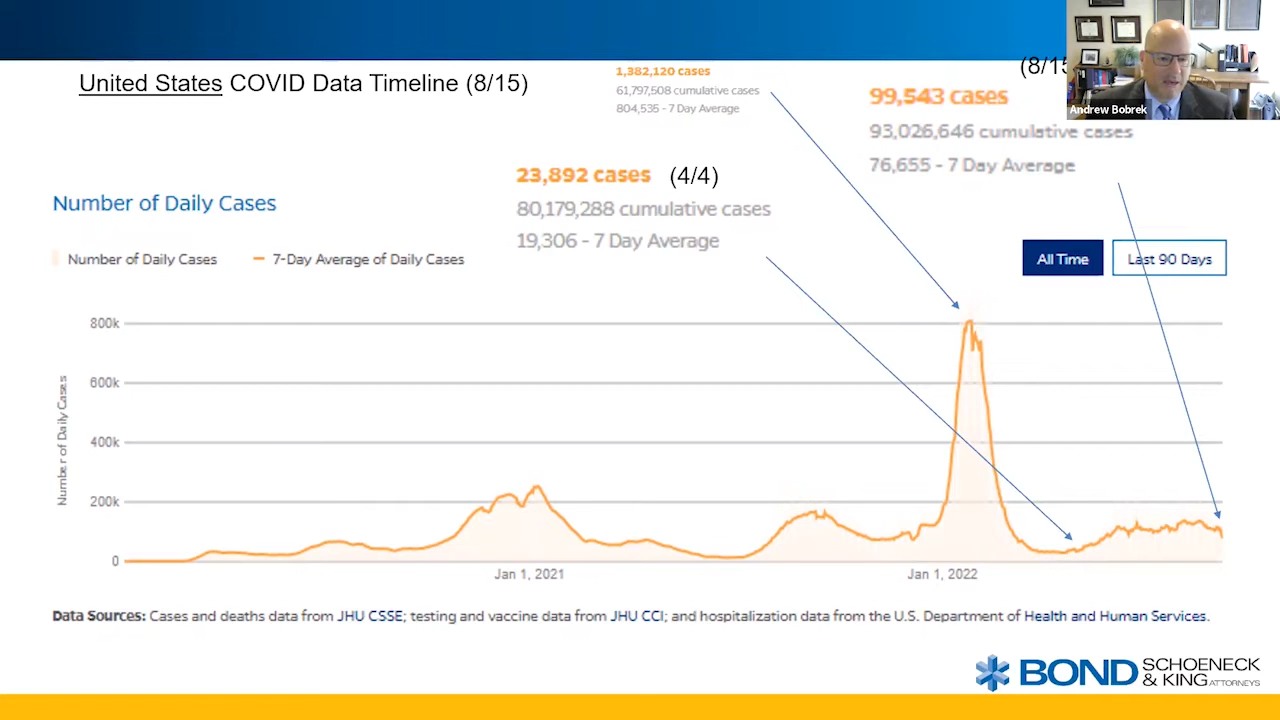 United States COVID Data Timeline (8/15)
1,382,120 cases
61,797,508 cumulative cases
804,535 - 7 Day Average
(8/15
99,543 cases
93,026,646 cumulative cases
76,655 - 7 Day Average
Andrew Bobrek
23,892 cases (4/4)
80,179,288 cumulative cases
19,306 - 7 Day Average
Number of Daily Cases
Number of Daily Cases
7-Day Average of Daily Cases
All Time
Last 90 Days
800k
600k
400k
200k
0
Number of Daily Cases
Jan 1, 2021
Jan 1, 2022
Data Sources: Cases and deaths data from JHU CSSE; testing and vaccine data from JHU CCI; and hospitalization data from the U.S. Department of Health and Human Services.
BOND SCHOENECK
& KING ATTORNEYS